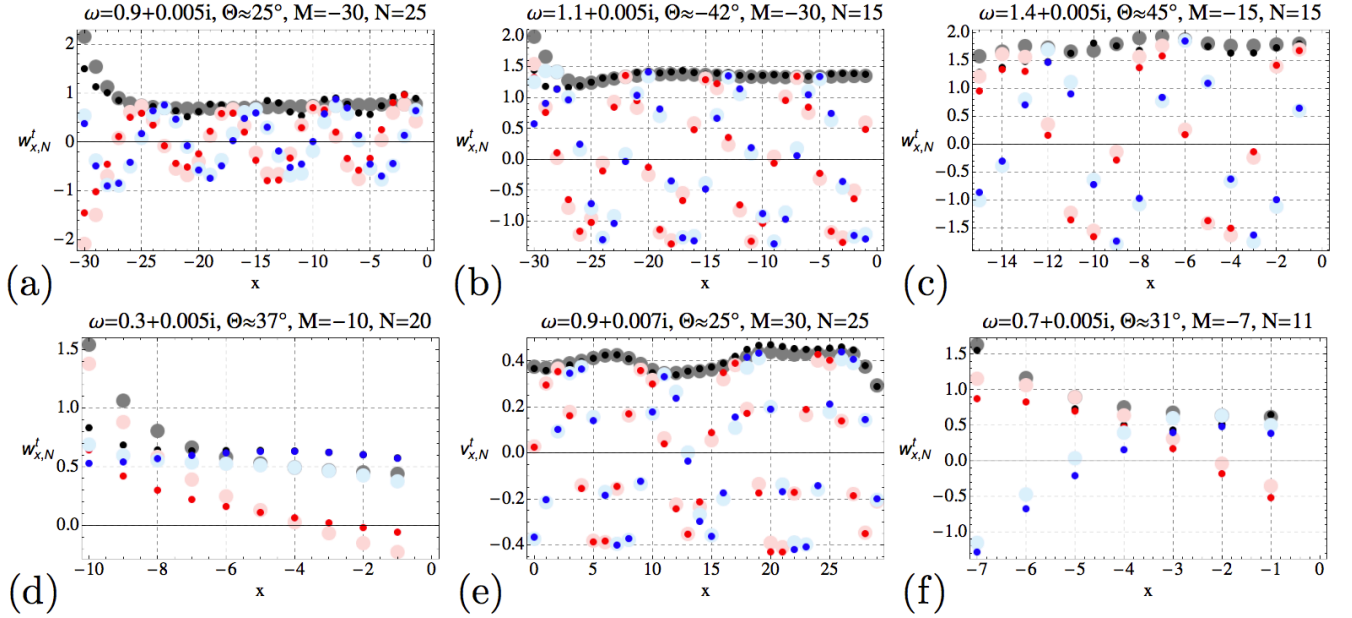 ω=0.9+0.005i, Θ≈25°, M=−30, N=25
2
1
0
−1
−2
w^t_{x,N}
−30 −25 −20 −15 −10 −5 0
x
(a)
ω=1.1+0.005i, Θ≈−42°, M=−30, N=15
2.0
1.5
1.0
0.5
0.0
−0.5
−1.0
w^t_{x,N}
−30 −25 −20 −15 −10 −5 0
x
(b)
ω=1.4+0.005i, Θ≈45°, M=−15, N=15
2.0
1.5
1.0
0.5
0.0
−0.5
−1.0
−1.5
w^t_{x,N}
−14 −12 −10 −8 −6 −4 −2 0
x
(c)
ω=0.3+0.005i, Θ≈37°, M=−10, N=20
1.5
1.0
0.5
0.0
w^t_{x,N}
−10 −8 −6 −4 −2 0
x
(d)
ω=0.9+0.007i, Θ≈25°, M=30, N=25
0.4
0.2
0.0
−0.2
−0.4
v^t_{x,N}
0 5 10 15 20 25
x
(e)
ω=0.7+0.005i, Θ≈31°, M=−7, N=11
1.5
1.0
0.5
0.0
−0.5
−1.0
w^t_{x,N}
−7 −6 −5 −4 −3 −2 −1 0
x
(f)